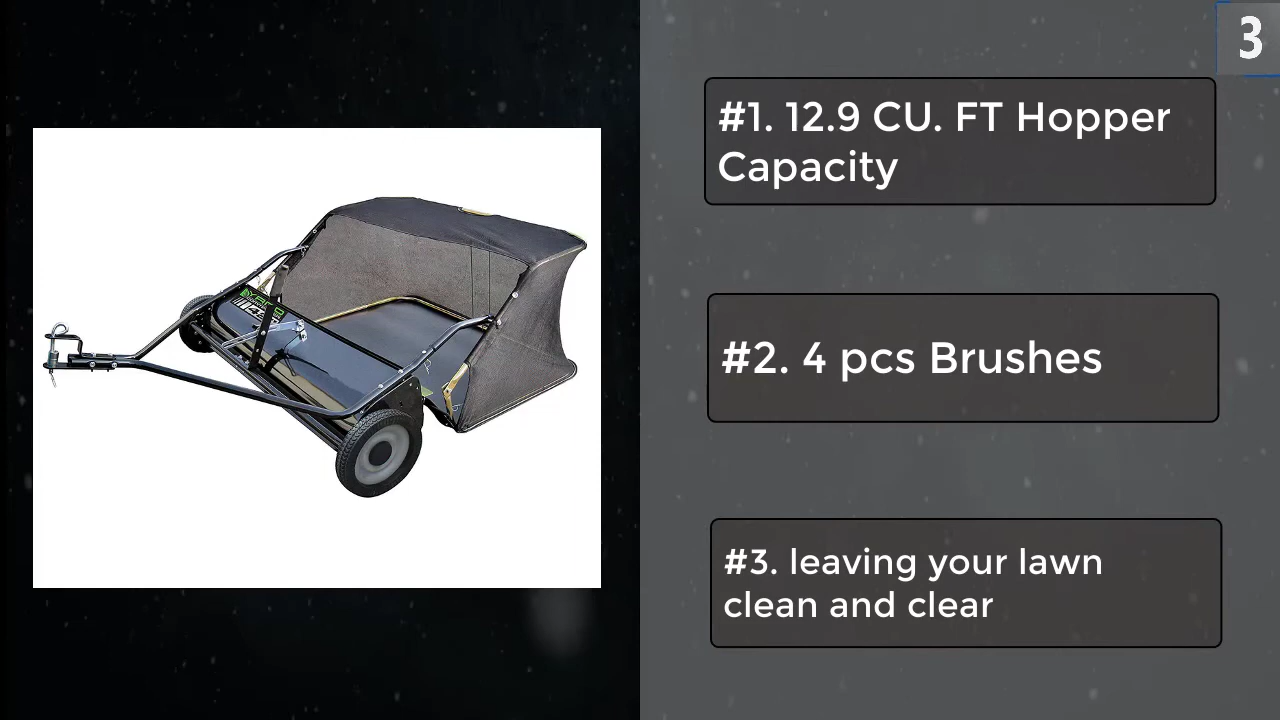 3
#1. 12.9 CU. FT Hopper
Capacity
#2. 4 pcs Brushes
#3. leaving your lawn
clean and clear